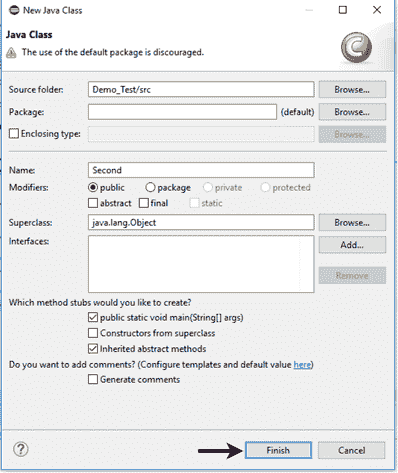 New Java Class
Java Class
The use of the default package is discouraged.
C
Source folder: Demo_Test/src Browse...
Package: (default) Browse...
Enclosing type: Browse...
Name: Second
Modifiers: public package private protected
abstract final static
Superclass: java.lang.Object Browse...
Interfaces: Add...
Remove
Which method stubs would you like to create?
public static void main(String[] args)
Constructors from superclass
Inherited abstract methods
Do you want to add comments? (Configure templates and default value here)
Generate comments
? Finish Cancel